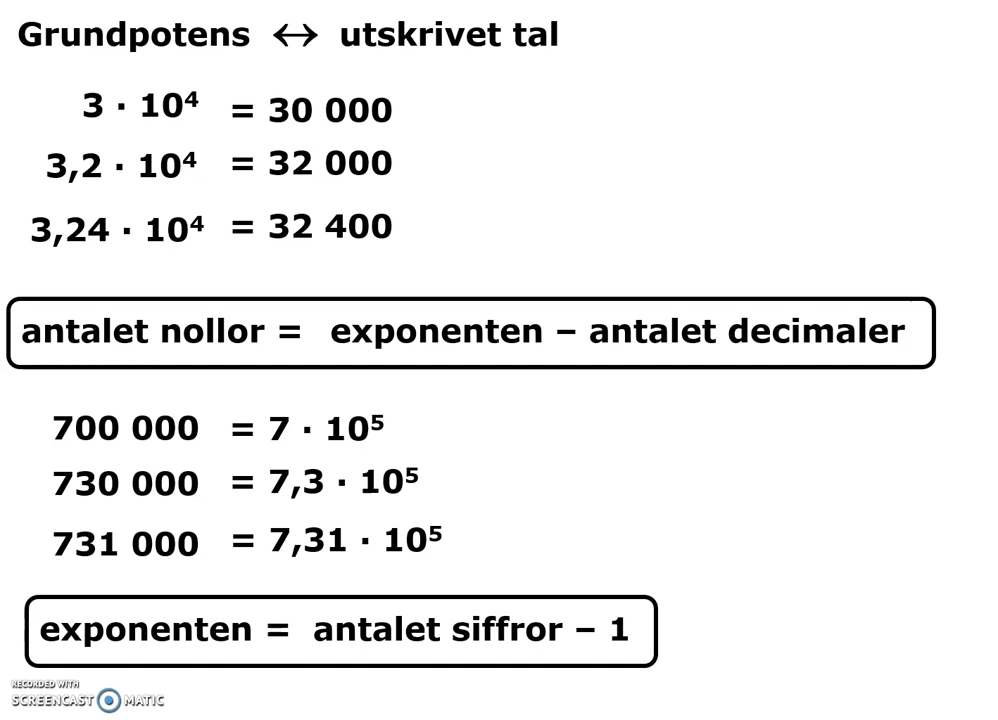 Grundpotens ↔ utskrivet tal
3 · 10⁴ = 30 000
3,2 · 10⁴ = 32 000
3,24 · 10⁴ = 32 400
antalet nollor = exponenten – antalet decimaler
700 000 = 7 · 10⁵
730 000 = 7,3 · 10⁵
731 000 = 7,31 · 10⁵
exponenten = antalet siffror – 1
RECORDED WITH
SCREENCAST MATIC